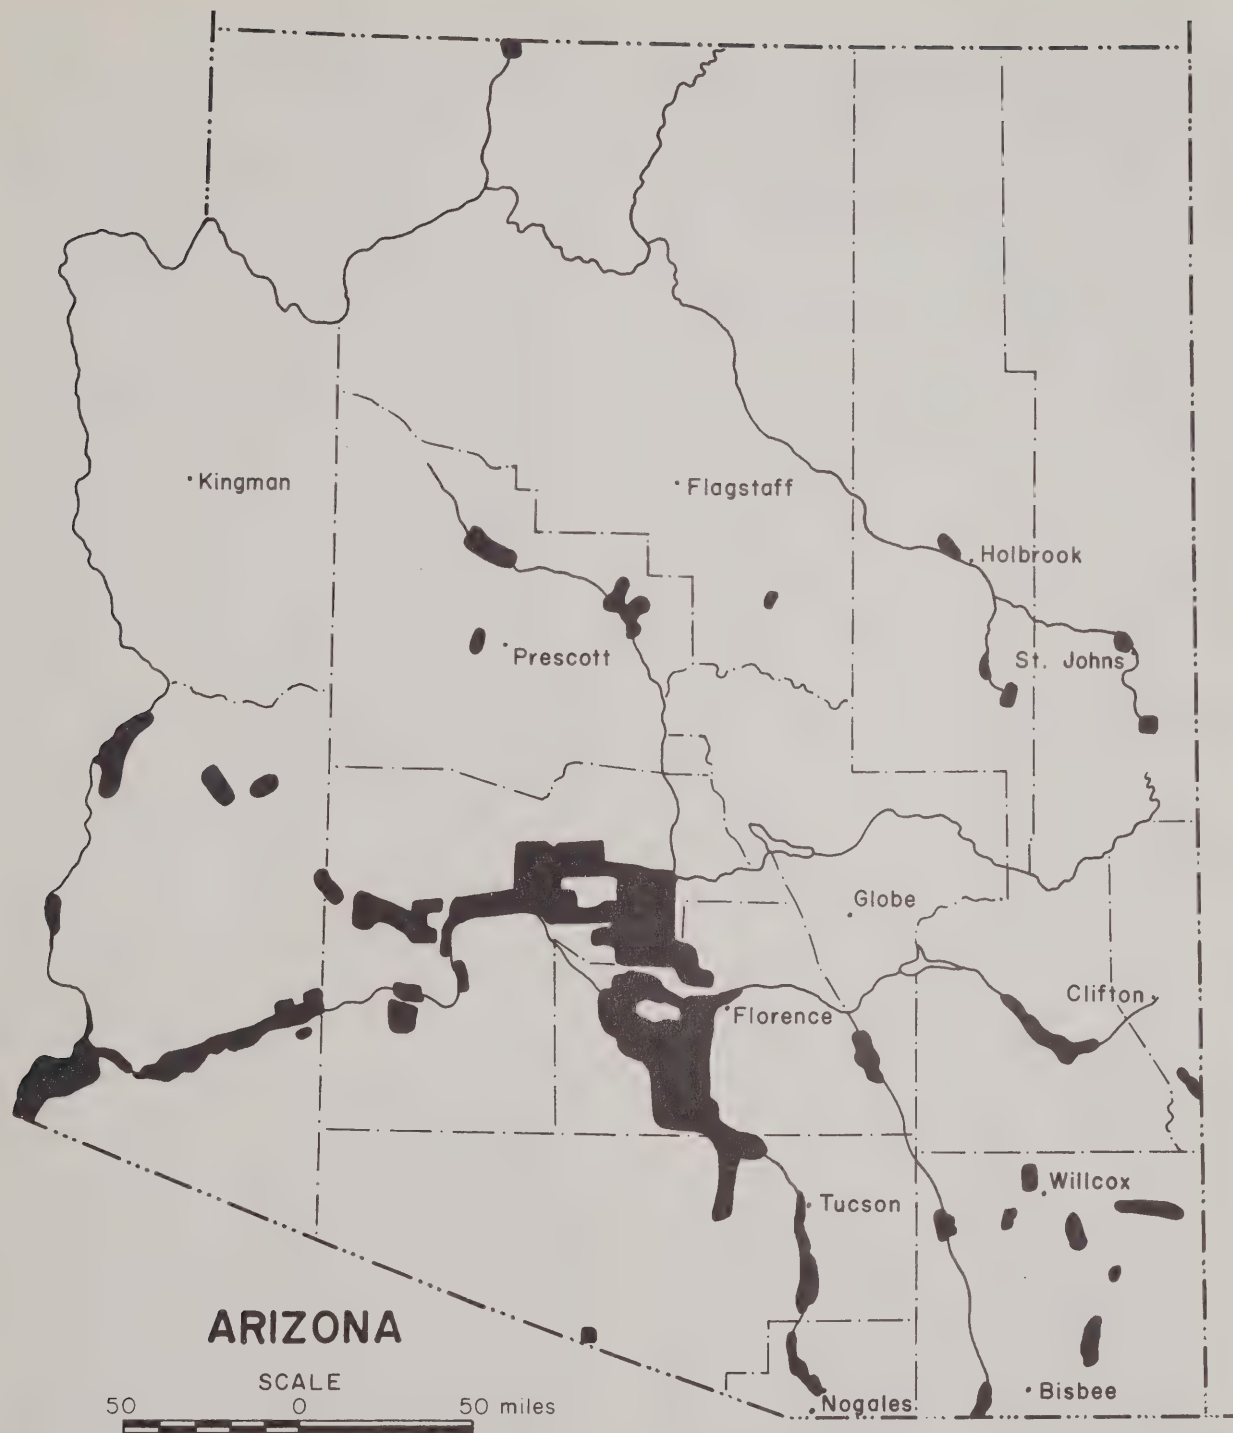 Kingman
Flagstaff
Holbrook
Prescott
St. Johns
Globe
Clifton
Florence
Willcox
Tucson
ARIZONA
SCALE
50 0 50 miles
Nogales
Bisbee